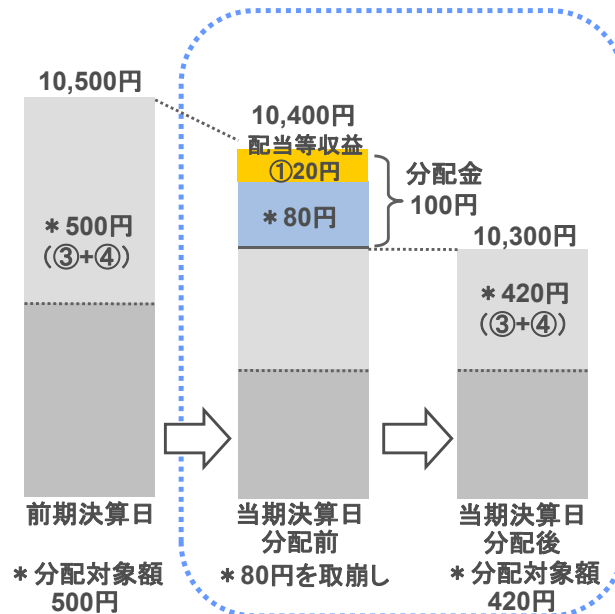 10,500円
10,400円
配当等収益
①20円
分配金
100円
＊500円
（③+④）
＊80円
10,300円
＊420円
（③+④）
前期決算日
当期決算日
分配前
当期決算日
分配後
＊分配対象額
500円
＊80円を取崩し
＊分配対象額
420円